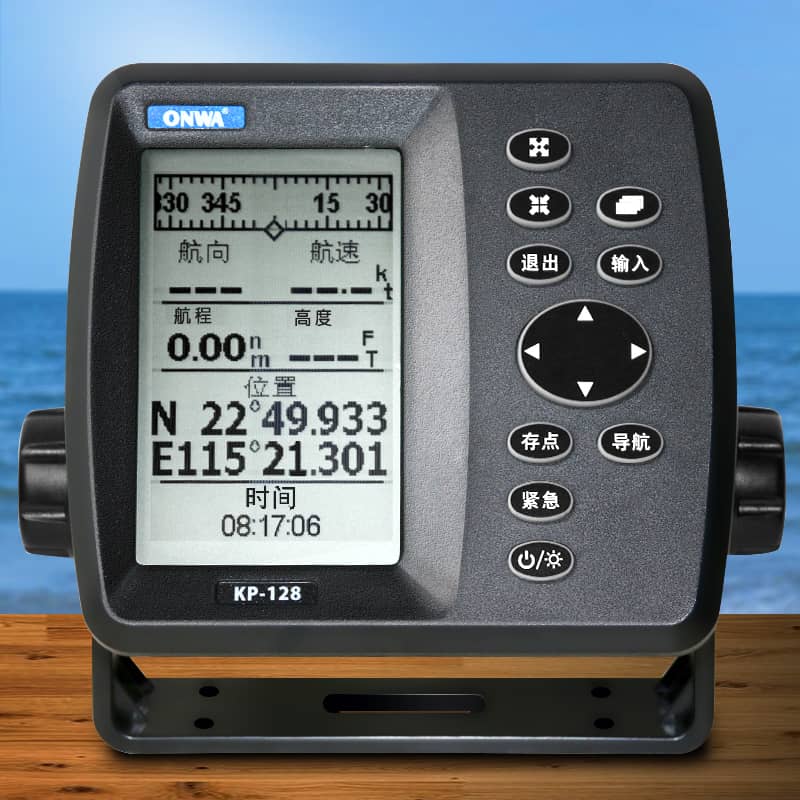 ONWA®
330 345 15 30
航向 航速
--- --.- kt
航程 高度
0.00 nm --- FT
位置
N 22°49.933
E115°21.301
时间
08:17:06
KP-128
退出 输入
存点 导航
紧急